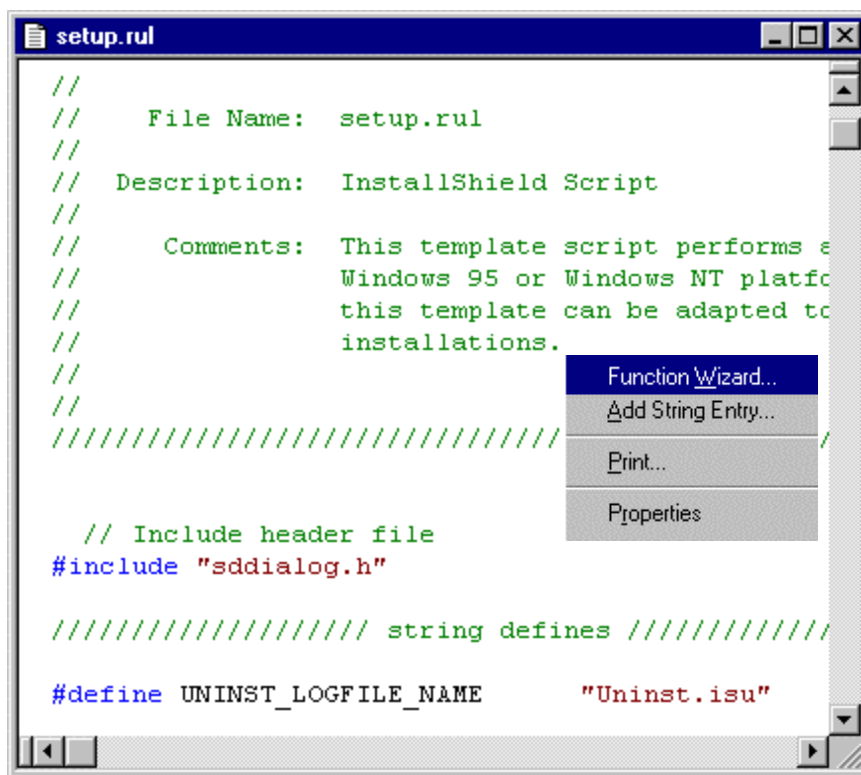 setup.rul
//
//      File Name:  setup.rul
//
//  Description:  InstallShield Script
//
//       Comments:  This template script performs
//                  Windows 95 or Windows NT
//                  this template can be adapted to
//                  installations.
//
//
////////////////////////////////
Function Wizard...
Add String Entry...
Print...
Properties
// Include header file
#include "sddialog.h"
//////////////////// string defines /////////////
#define UNINST_LOGFILE_NAME      "Uninst.isu"